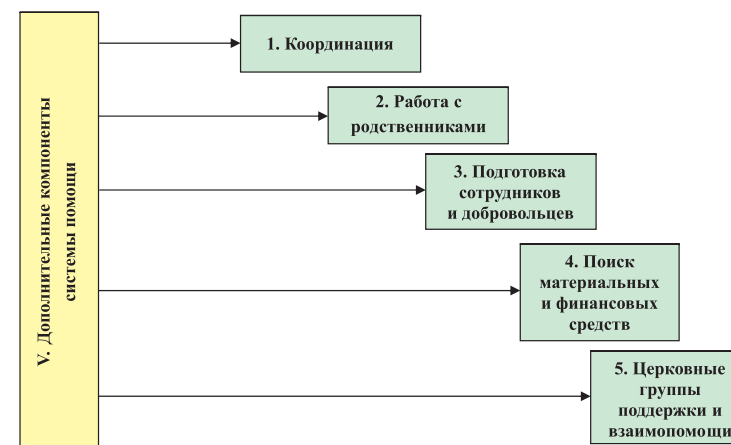 V. Дополнительные компоненты
системы помощи
1. Координация
2. Работа с
родственниками
3. Подготовка
сотрудников
и добровольцев
4. Поиск
материальных
и финансовых
средств
5. Церковные
группы
поддержки и
взаимопомощи